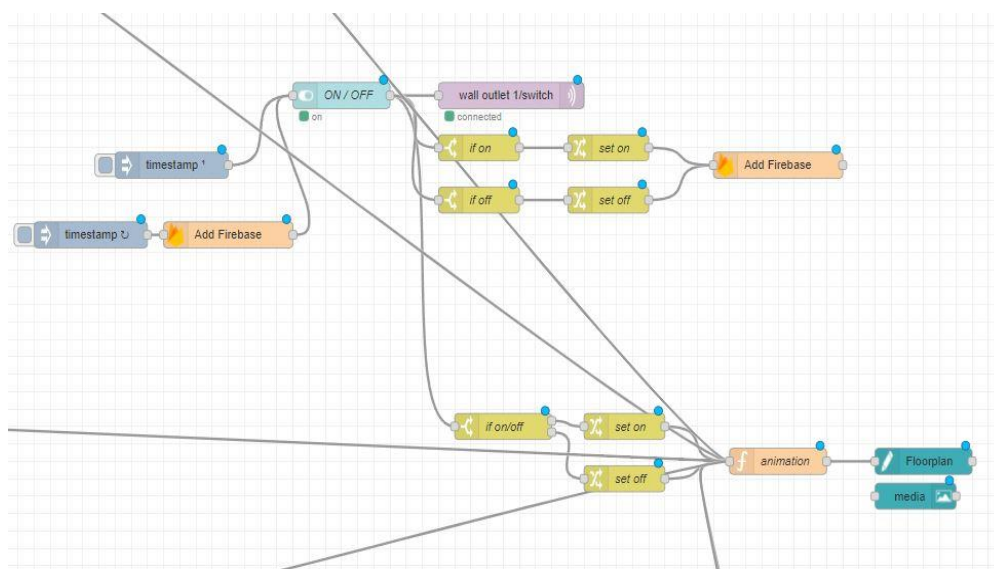 ON / OFF
wall outlet 1/switch
on
connected
if on
set on
timestamp ¹
Add Firebase
if off
set off
timestamp ↻
Add Firebase
if on/off
set on
animation
Floorplan
set off
media